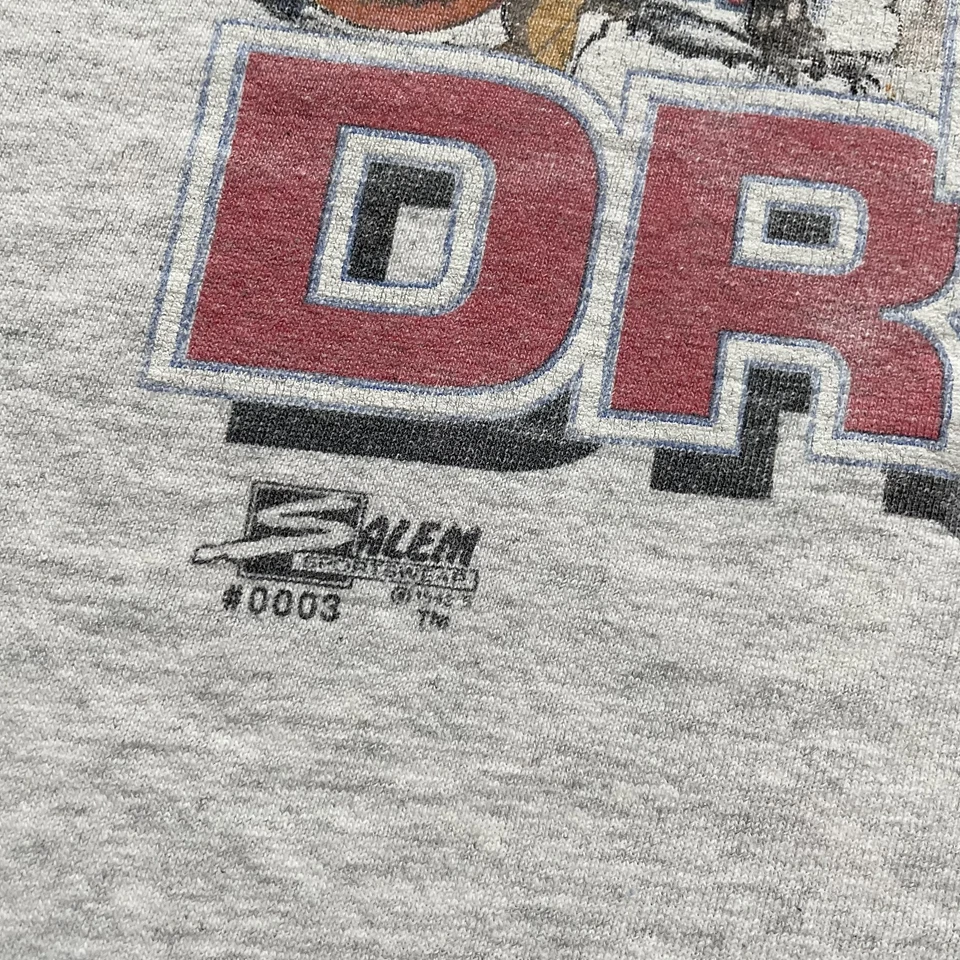 DR
SALEM
SPORTSWEAR
#0003 ©
TM